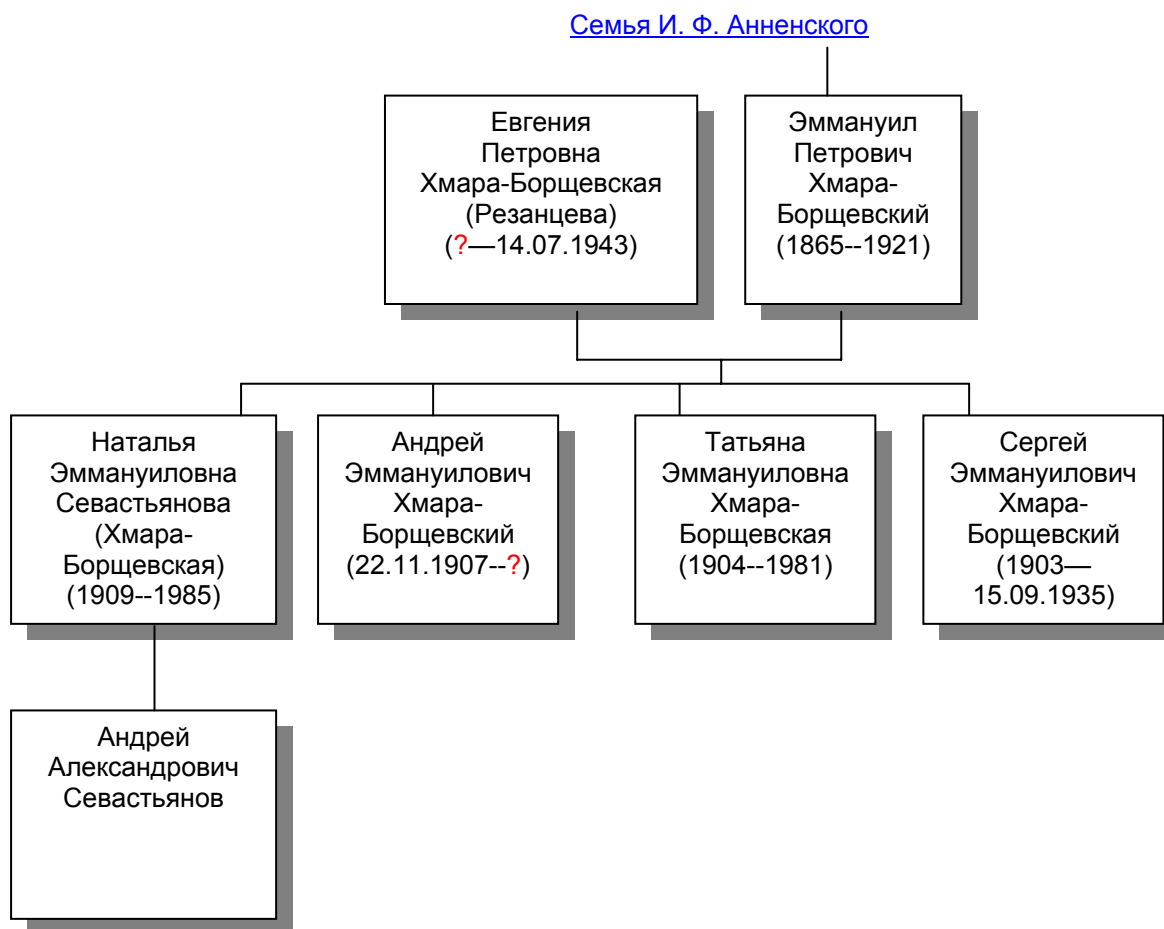 Семья И. Ф. Анненского
Евгения
Петровна
Хмара-Борщевская
(Резанцева)
(?—14.07.1943)
Эммануил
Петрович
Хмара-
Борщевский
(1865--1921)
Наталья
Эммануиловна
Севастьянова
(Хмара-
Борщевская)
(1909--1985)
Андрей
Эммануилович
Хмара-
Борщевский
(22.11.1907--?)
Татьяна
Эммануиловна
Хмара-
Борщевская
(1904--1981)
Сергей
Эммануилович
Хмара-
Борщевский
(1903—
15.09.1935)
Андрей
Александрович
Севастьянов